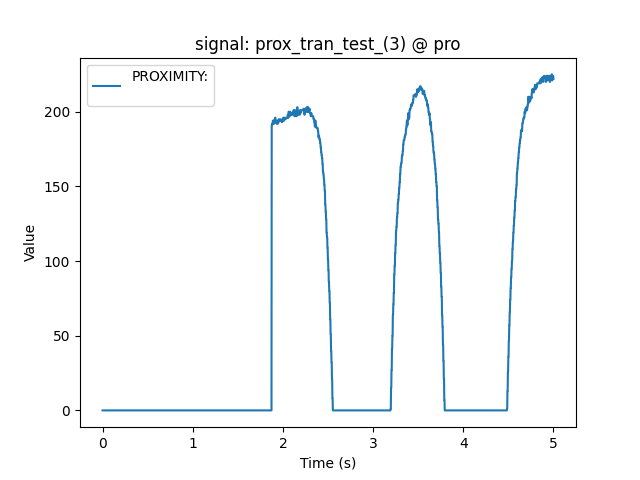 signal: prox_tran_test_(3) @ pro
PROXIMITY:
200
150
100
50
0
Value
0 1 2 3 4 5
Time (s)